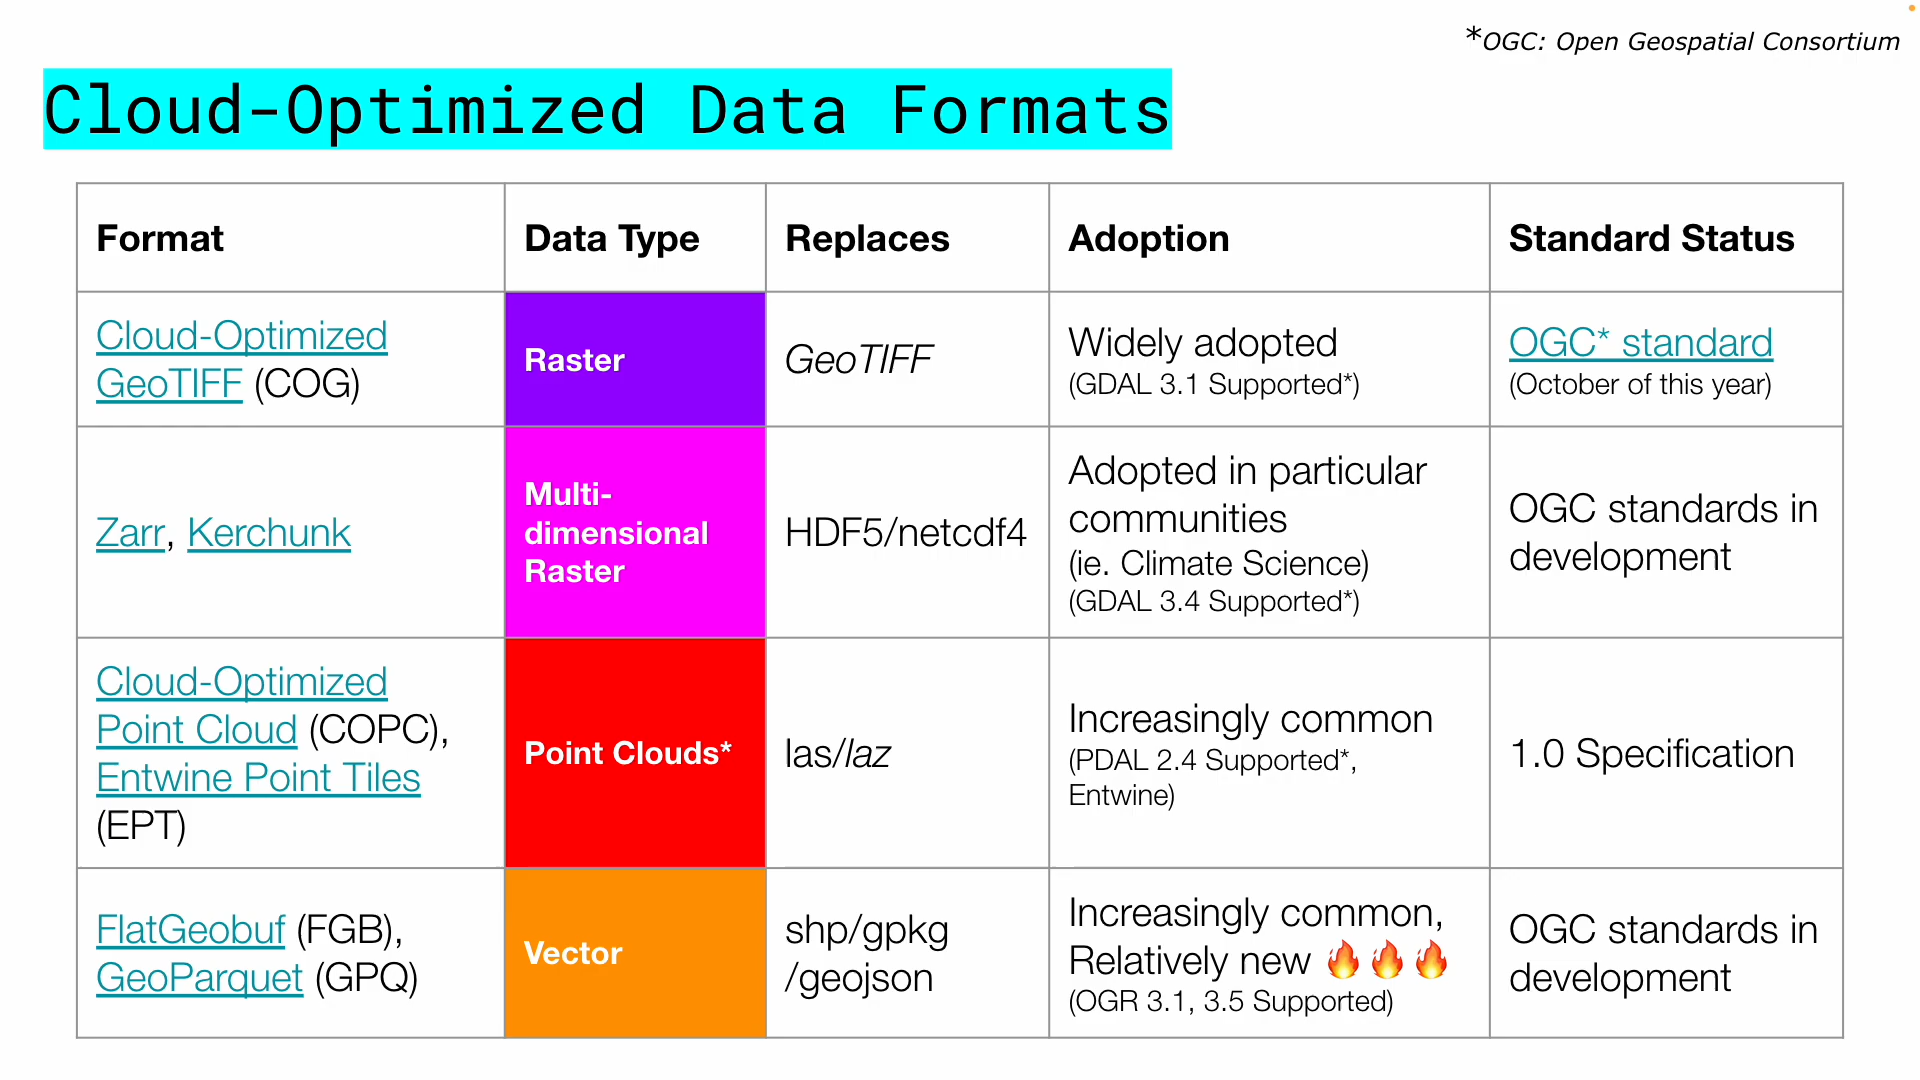 *OGC: Open Geospatial Consortium
Cloud-Optimized Data Formats
Format
Data Type
Replaces
Adoption
Standard Status
Cloud-Optimized
GeoTIFF (COG)
Raster
GeoTIFF
Widely adopted
(GDAL 3.1 Supported*)
OGC* standard
(October of this year)
Zarr, Kerchunk
Multi-
dimensional
Raster
HDF5/netcdf4
Adopted in particular
communities
(ie. Climate Science)
(GDAL 3.4 Supported*)
OGC standards in
development
Cloud-Optimized
Point Cloud (COPC),
Entwine Point Tiles
(EPT)
Point Clouds*
las/laz
Increasingly common
(PDAL 2.4 Supported*,
Entwine)
1.0 Specification
FlatGeobuf (FGB),
GeoParquet (GPQ)
Vector
shp/gpkg
/geojson
Increasingly common,
Relatively new 🔥🔥🔥
(OGR 3.1, 3.5 Supported)
OGC standards in
development